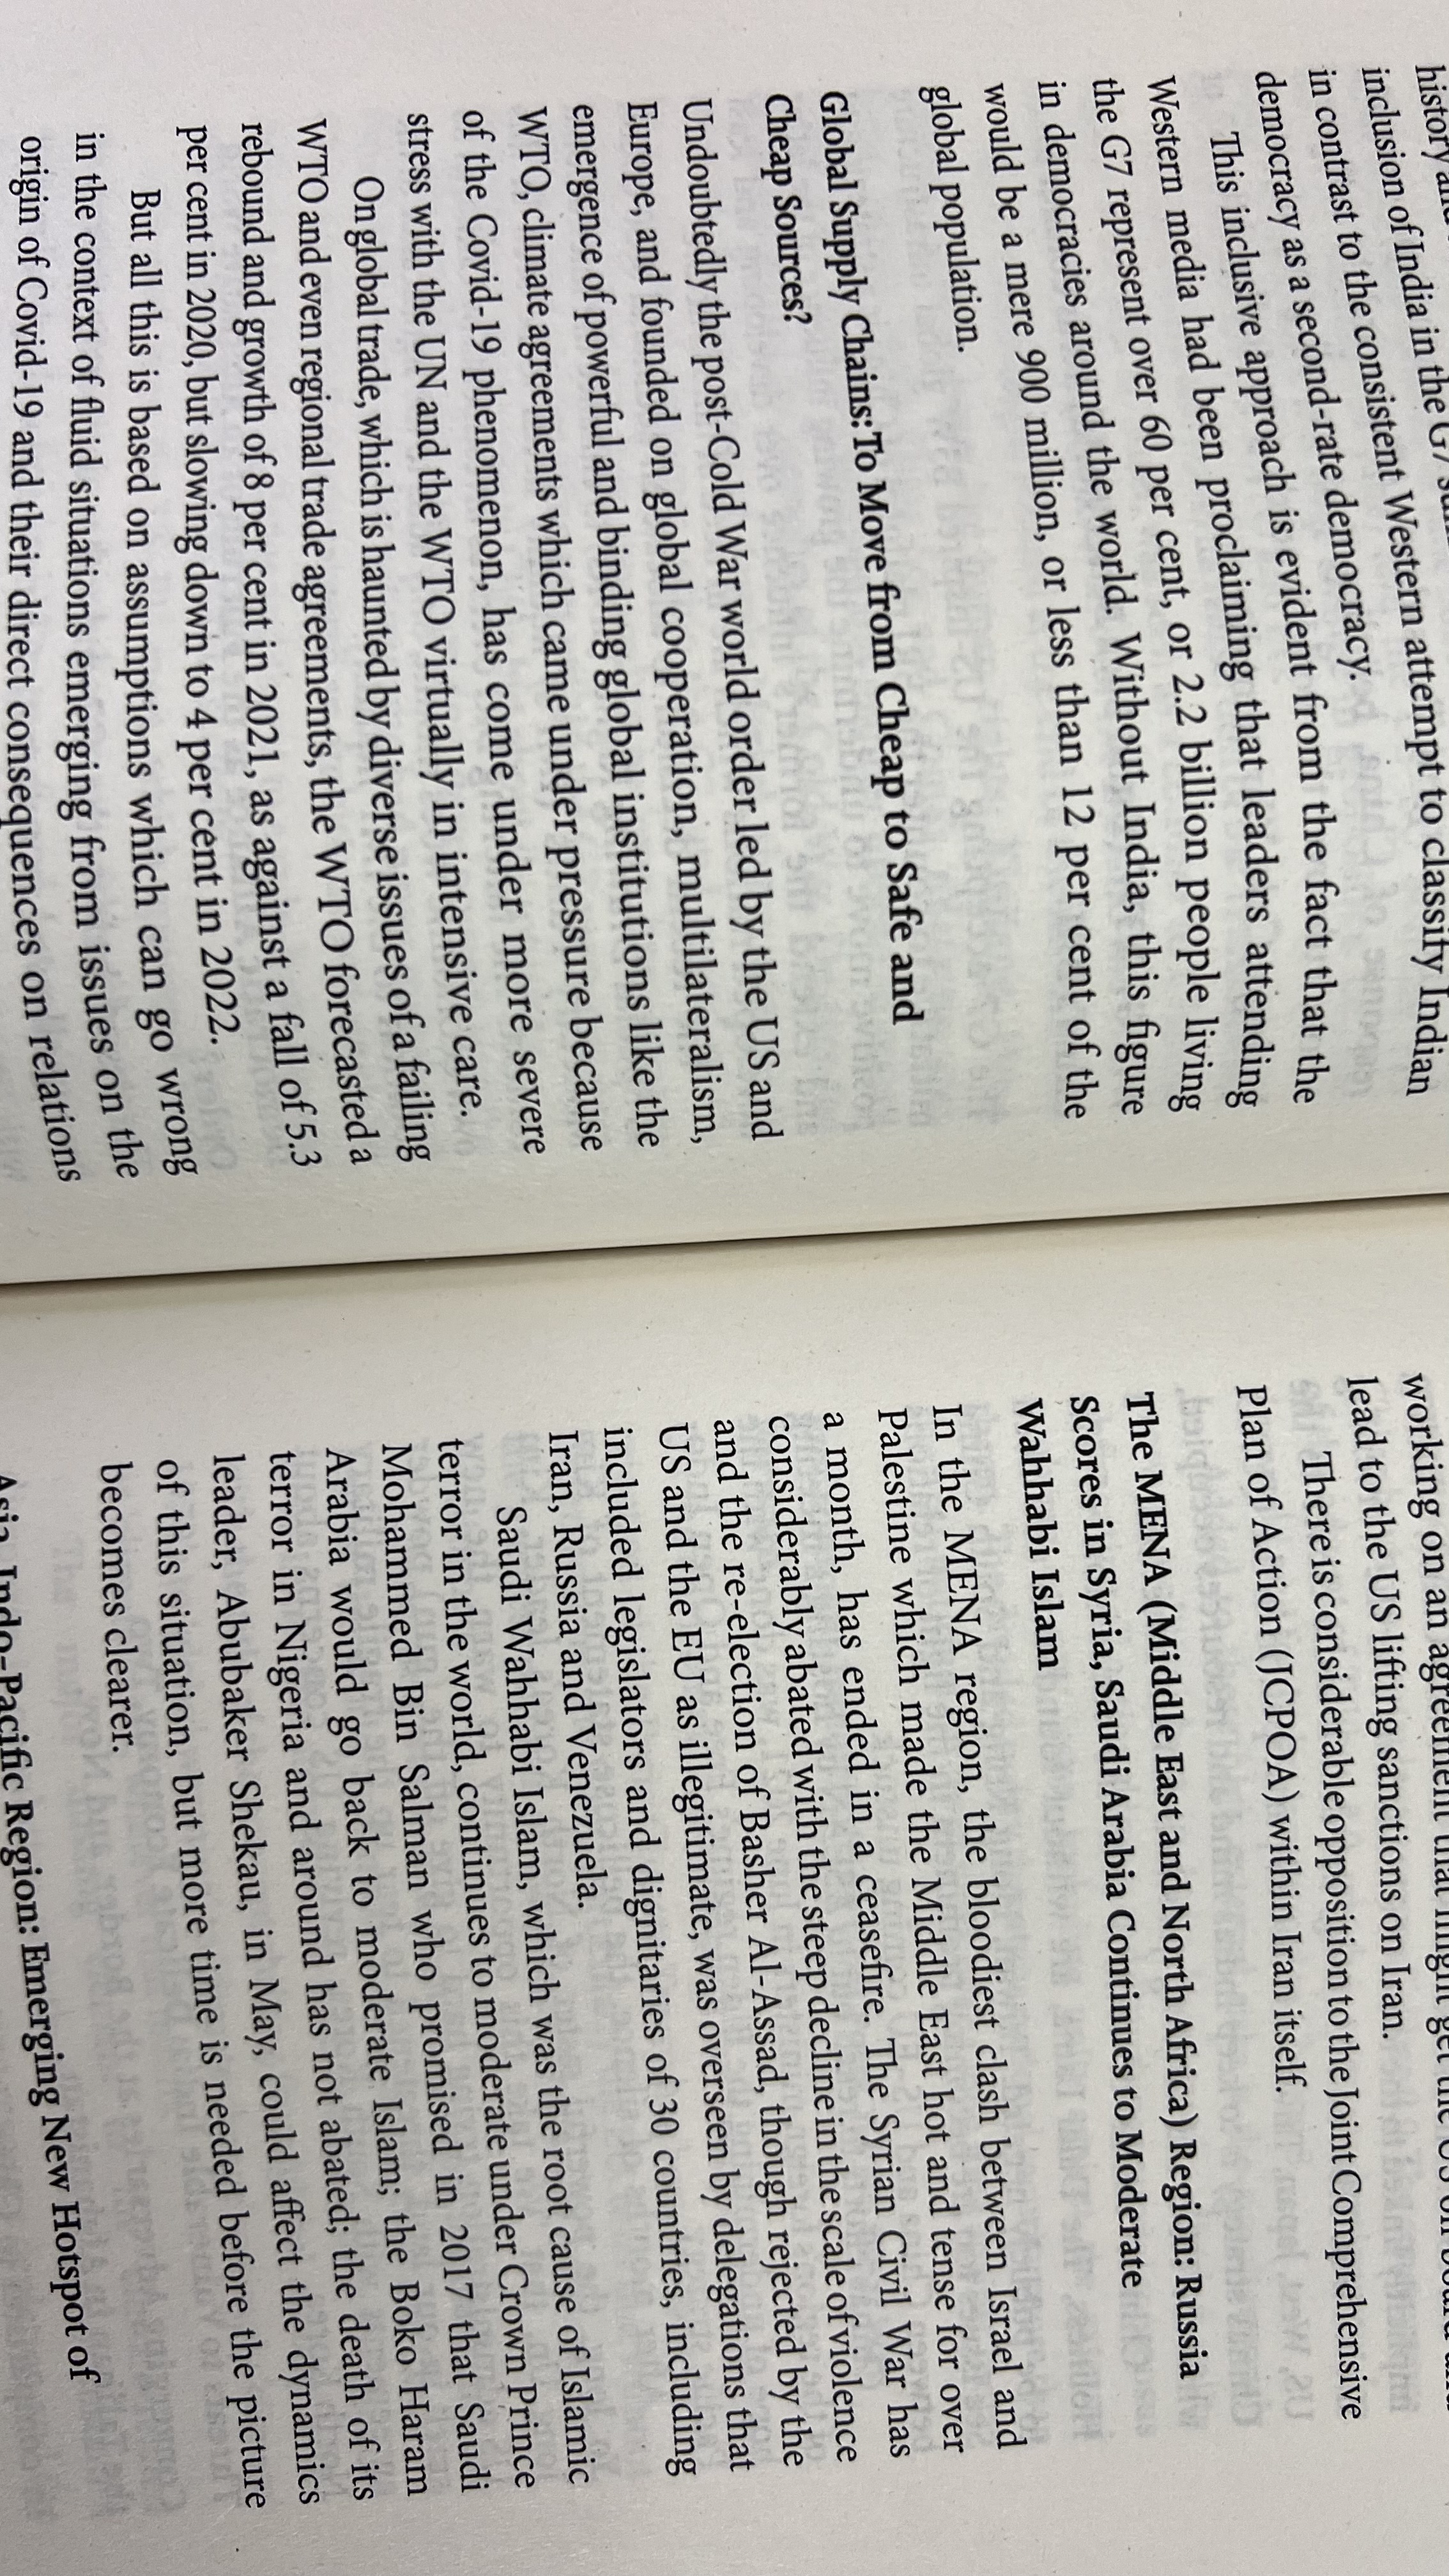 history and
inclusion of India in the G7
in contrast to the consistent Western attempt to classify Indian
democracy as a second-rate democracy.
This inclusive approach is evident from the fact that the
Western media had been proclaiming that leaders attending
the G7 represent over 60 per cent, or 2.2 billion people living
in democracies around the world. Without India, this figure
would be a mere 900 million, or less than 12 per cent of the
global population.
Global Supply Chains: To Move from Cheap to Safe and
Cheap Sources?
Undoubtedly the post-Cold War world order led by the US and
Europe, and founded on global cooperation, multilateralism,
emergence of powerful and binding global institutions like the
WTO, climate agreements which came under pressure because
of the Covid-19 phenomenon, has come under more severe
stress with the UN and the WTO virtually in intensive care.
On global trade, which is haunted by diverse issues of a failing
WTO and even regional trade agreements, the WTO forecasted a
rebound and growth of 8 per cent in 2021, as against a fall of 5.3
per cent in 2020, but slowing down to 4 per cent in 2022.
But all this is based on assumptions which can go wrong
in the context of fluid situations emerging from issues on the
origin of Covid-19 and their direct consequences on relations
working on an agreement that might get the US on board and
lead to the US lifting sanctions on Iran.
There is considerable opposition to the Joint Comprehensive
Plan of Action (JCPOA) within Iran itself.
The MENA (Middle East and North Africa) Region: Russia
Scores in Syria, Saudi Arabia Continues to Moderate
Wahhabi Islam
In the MENA region, the bloodiest clash between Israel and
Palestine which made the Middle East hot and tense for over
a month, has ended in a ceasefire. The Syrian Civil War has
considerably abated with the steep decline in the scale of violence
and the re-election of Basher Al-Assad, though rejected by the
US and the EU as illegitimate, was overseen by delegations that
included legislators and dignitaries of 30 countries, including
Iran, Russia and Venezuela.
Saudi Wahhabi Islam, which was the root cause of Islamic
terror in the world, continues to moderate under Crown Prince
Mohammed Bin Salman who promised in 2017 that Saudi
Arabia would go back to moderate Islam; the Boko Haram
terror in Nigeria and around has not abated; the death of its
leader, Abubaker Shekau, in May, could affect the dynamics
of this situation, but more time is needed before the picture
becomes clearer.
Asia, Indo-Pacific Region: Emerging New Hotspot of